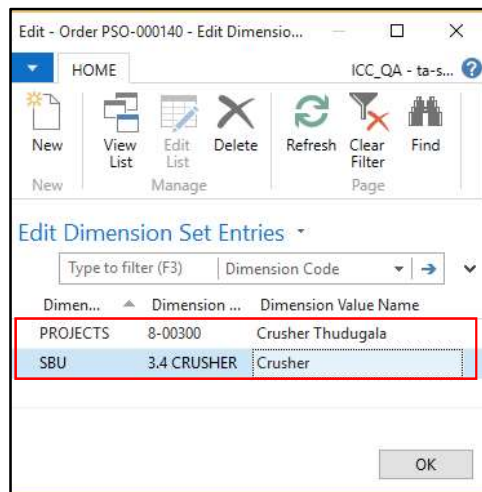 Edit - Order PSO-000140 - Edit Dimensio...
HOME
ICC_QA - ta-s...
New
View List
Edit List
Delete
Refresh
Clear Filter
Find
New
Manage
Page
Edit Dimension Set Entries
Type to filter (F3)
Dimension Code
Dimen... Dimension ... Dimension Value Name
PROJECTS 8-00300 Crusher Thudugala
SBU 3.4 CRUSHER Crusher
OK